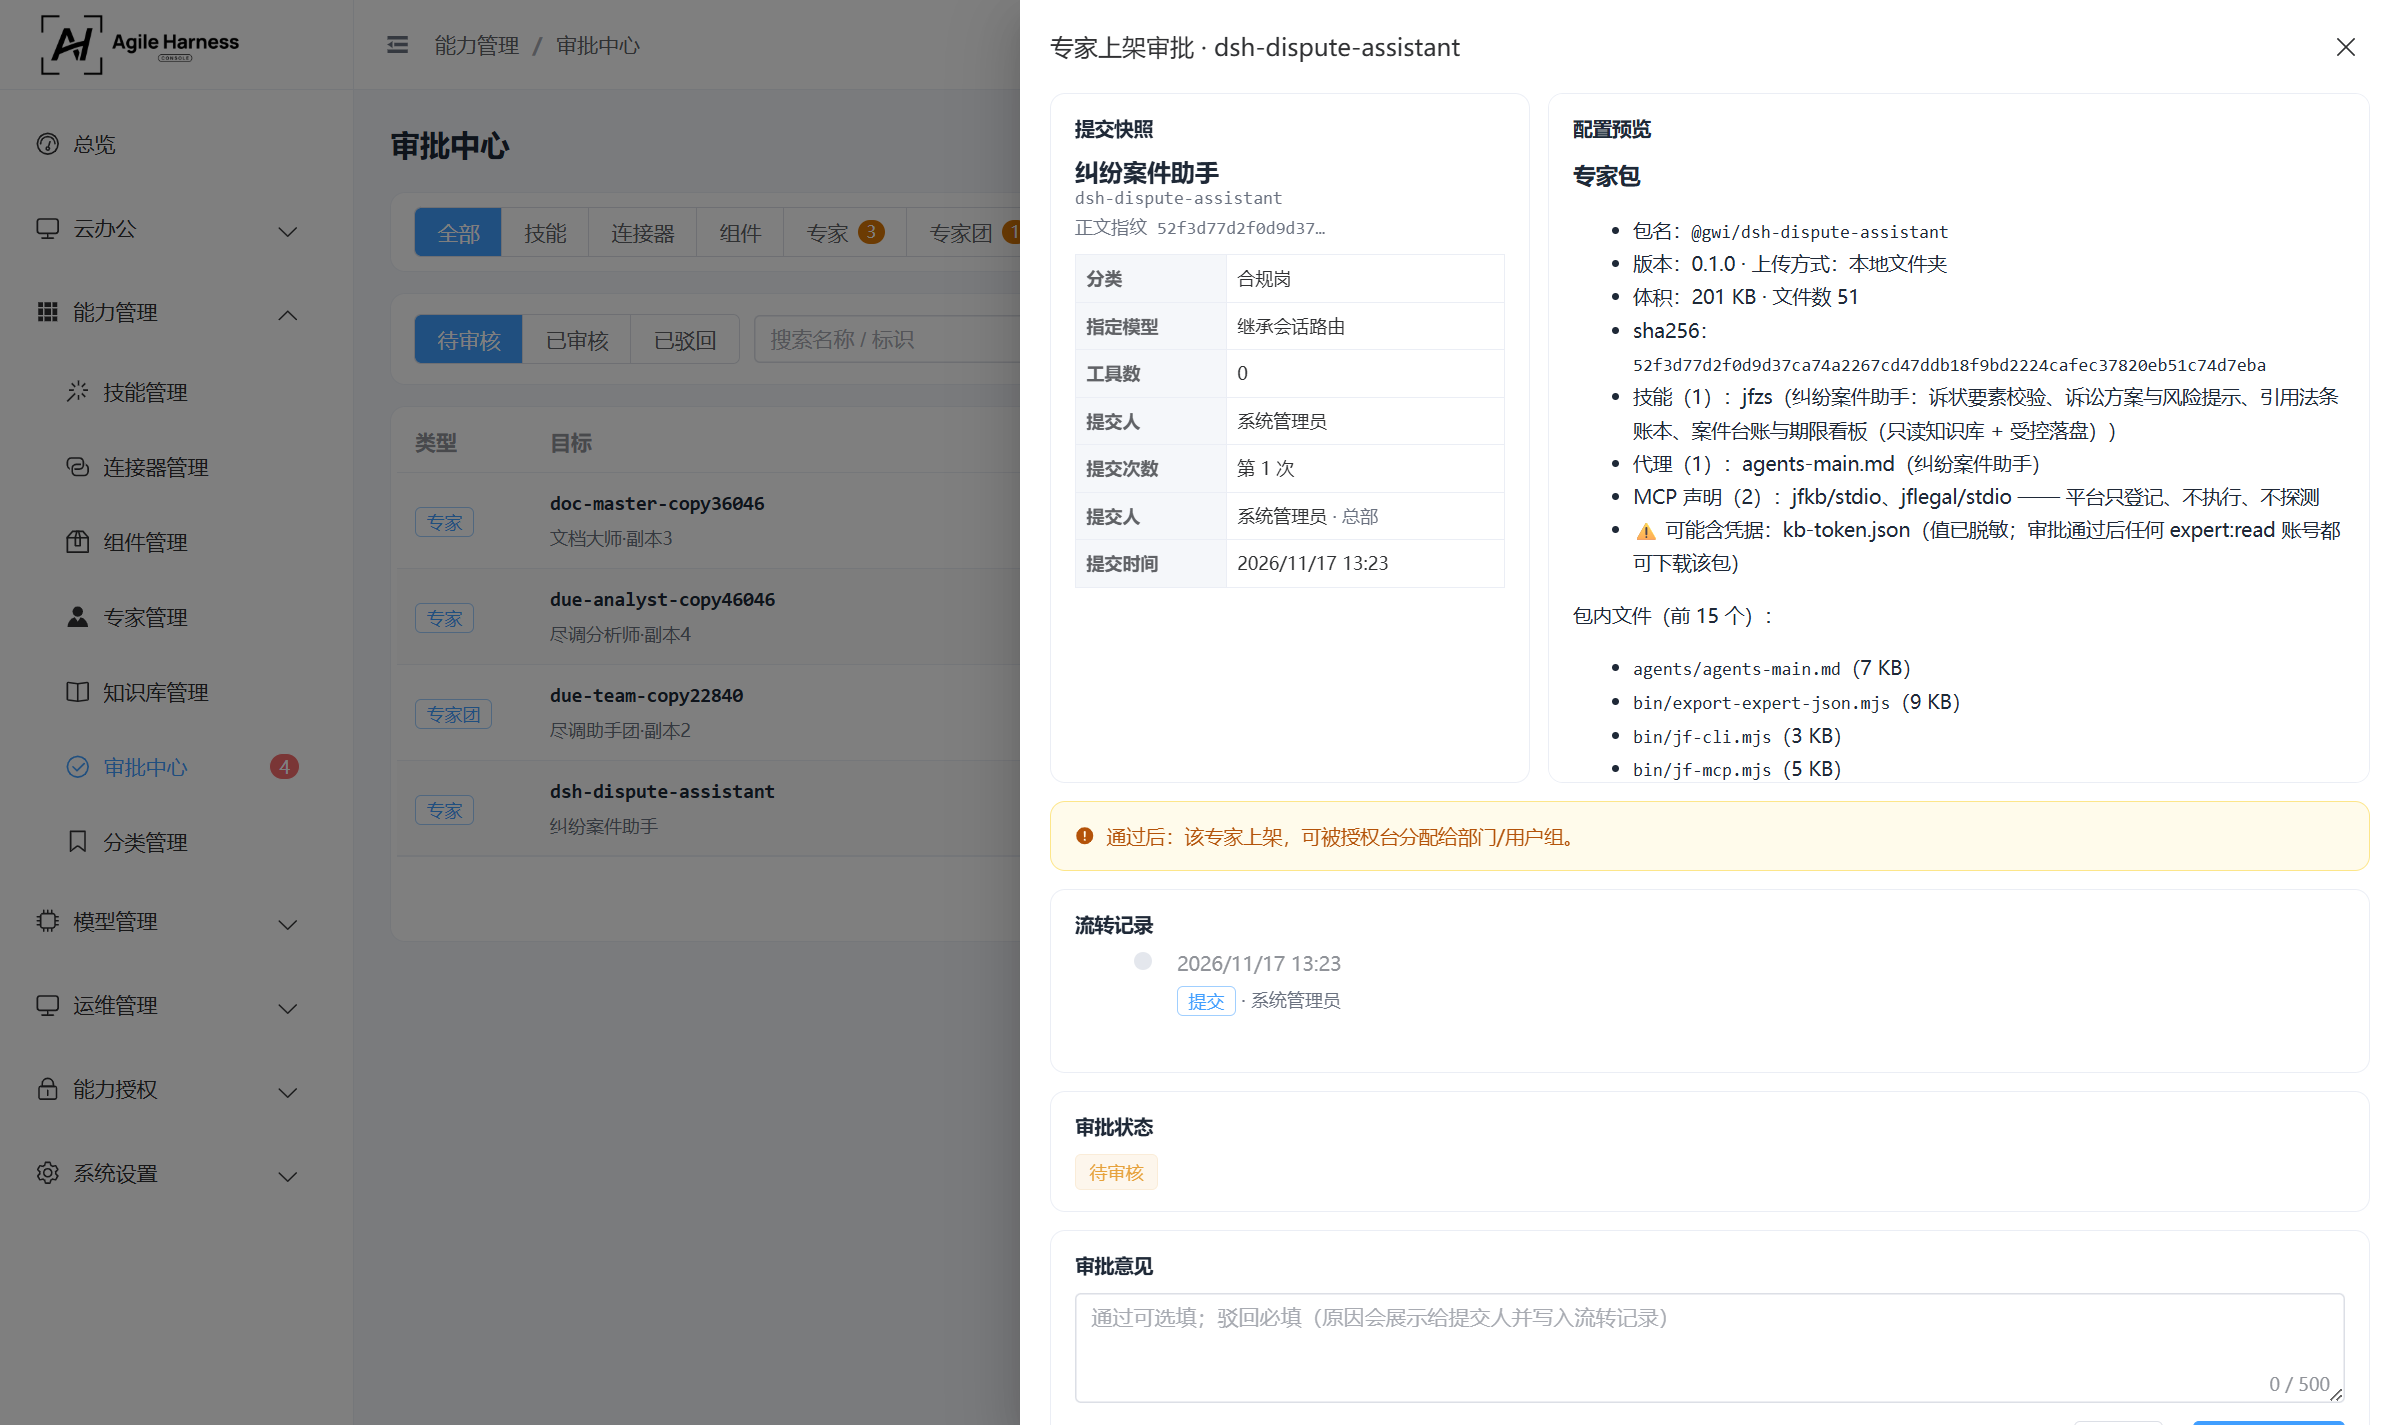 Agile Harness
CONSOLE
总览
云办公
能力管理
技能管理
连接器管理
组件管理
专家管理
知识库管理
审批中心
4
分类管理
模型管理
运维管理
能力授权
系统设置
能力管理 / 审批中心
审批中心
全部
技能
连接器
组件
专家 3
专家团 1
待审核
已审核
已驳回
搜索名称 / 标识
类型
目标
专家
doc-master-copy36046
文档大师·副本3
专家
due-analyst-copy46046
尽调分析师·副本4
专家团
due-team-copy22840
尽调助手团·副本2
专家
dsh-dispute-assistant
纠纷案件助手
专家上架审批 · dsh-dispute-assistant
提交快照
纠纷案件助手
dsh-dispute-assistant
正文指纹 52f3d77d2f0d9d37…
分类 合规岗
指定模型 继承会话路由
工具数 0
提交人 系统管理员
提交次数 第 1 次
提交人 系统管理员 · 总部
提交时间 2026/11/17 13:23
配置预览
专家包
包名：@gwi/dsh-dispute-assistant
版本：0.1.0 · 上传方式：本地文件夹
体积：201 KB · 文件数 51
sha256：
52f3d77d2f0d9d37ca74a2267cd47ddb18f9bd2224cafec37820eb51c74d7eba
技能（1）：jfzs（纠纷案件助手：诉状要素校验、诉讼方案与风险提示、引用法条
账本、案件台账与期限看板（只读知识库 + 受控落盘））
代理（1）：agents-main.md（纠纷案件助手）
MCP 声明（2）：jfkb/stdio、jflegal/stdio —— 平台只登记、不执行、不探测
⚠️ 可能含凭据：kb-token.json（值已脱敏；审批通过后任何 expert:read 账号都
可下载该包）
包内文件（前 15 个）：
agents/agents-main.md（7 KB）
bin/export-expert-json.mjs（9 KB）
bin/jf-cli.mjs（3 KB）
bin/jf-mcp.mjs（5 KB）
通过后：该专家上架，可被授权台分配给部门/用户组。
流转记录
2026/11/17 13:23
提交 · 系统管理员
审批状态
待审核
审批意见
通过可选填；驳回必填（原因会展示给提交人并写入流转记录）
0 / 500